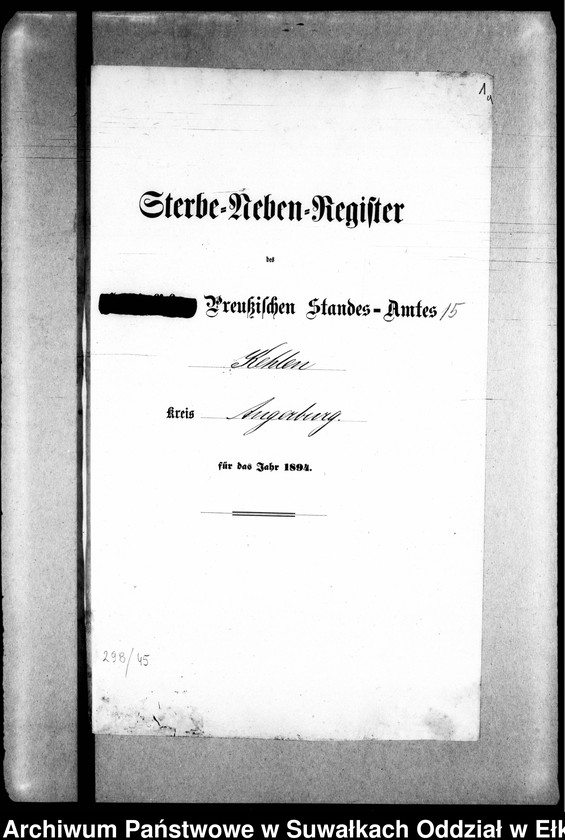 1
a
Sterbe-Neben-Register
des
Preußischen Standes-Amtes 15
Kehlen
Kreis Angerburg.
für das Jahr 1894.
298/45
Archiwum Państwowe w Suwałkach Oddział w Ełk